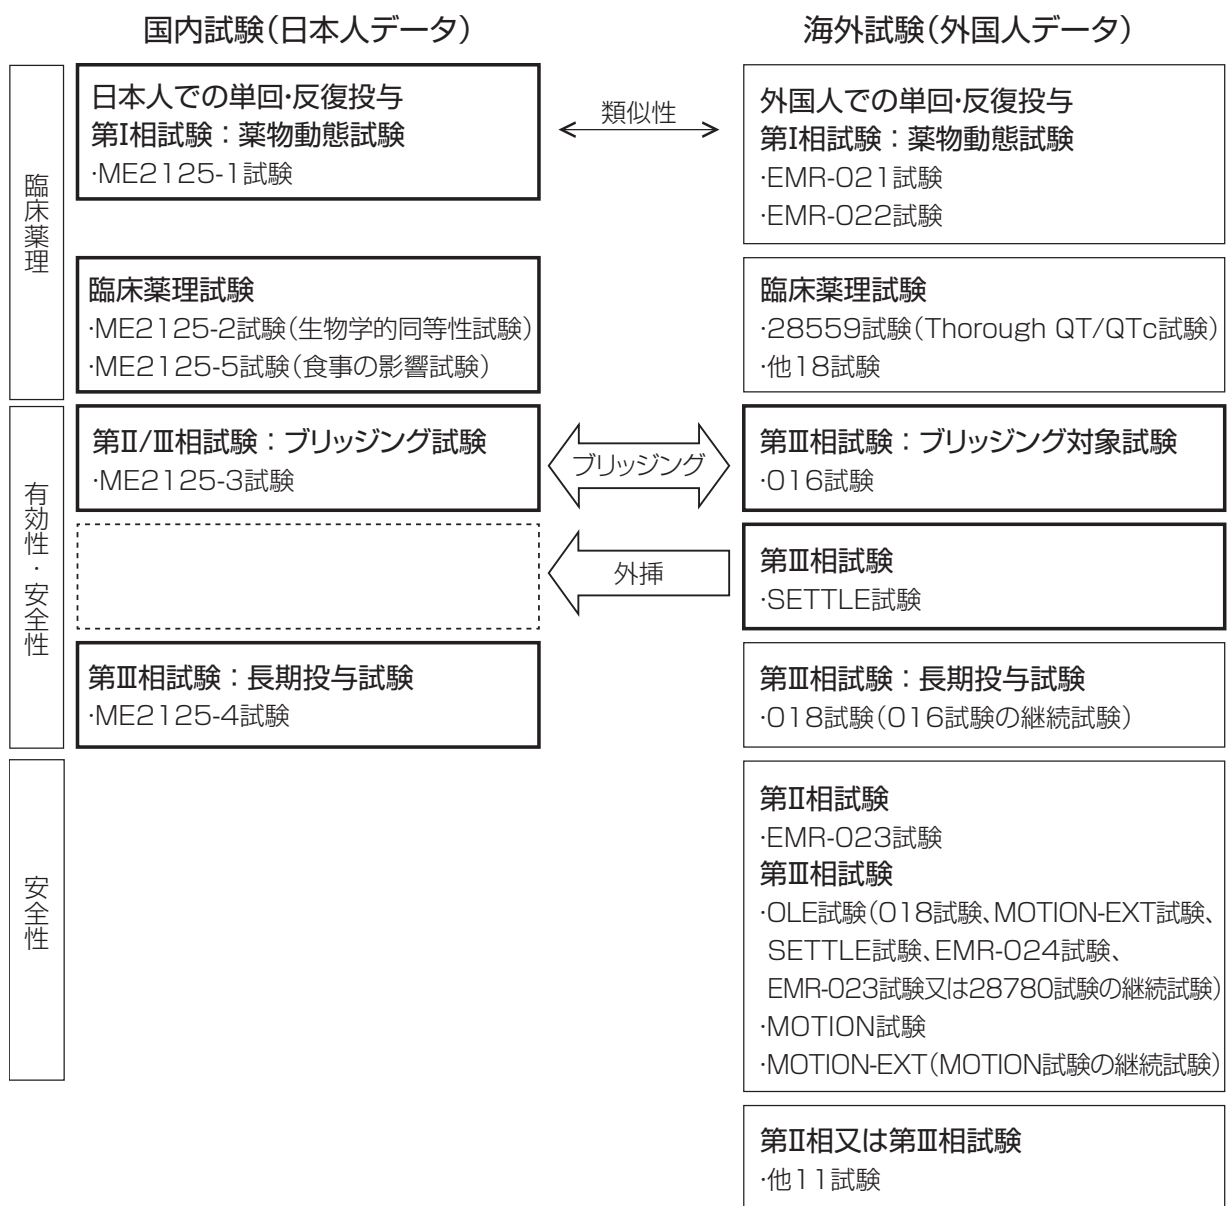 国内試験(日本人データ)
海外試験(外国人データ)
臨床薬理
日本人での単回・反復投与
第Ⅰ相試験：薬物動態試験
・ME2125-1試験
類似性
外国人での単回・反復投与
第Ⅰ相試験：薬物動態試験
・EMR-021試験
・EMR-022試験
臨床薬理試験
・ME2125-2試験(生物学的同等性試験)
・ME2125-5試験(食事の影響試験)
臨床薬理試験
・28559試験(Thorough QT/QTc試験)
・他18試験
有効性・安全性
第Ⅱ/Ⅲ相試験：ブリッジング試験
・ME2125-3試験
ブリッジング
第Ⅲ相試験：ブリッジング対象試験
・016試験
外挿
第Ⅲ相試験
・SETTLE試験
第Ⅲ相試験：長期投与試験
・ME2125-4試験
第Ⅲ相試験：長期投与試験
・018試験(016試験の継続試験)
安全性
第Ⅱ相試験
・EMR-023試験
第Ⅲ相試験
・OLE試験(018試験、MOTION-EXT試験、
SETTLE試験、EMR-024試験、
EMR-023試験又は28780試験の継続試験)
・MOTION試験
・MOTION-EXT(MOTION試験の継続試験)
第Ⅱ相又は第Ⅲ相試験
・他11試験